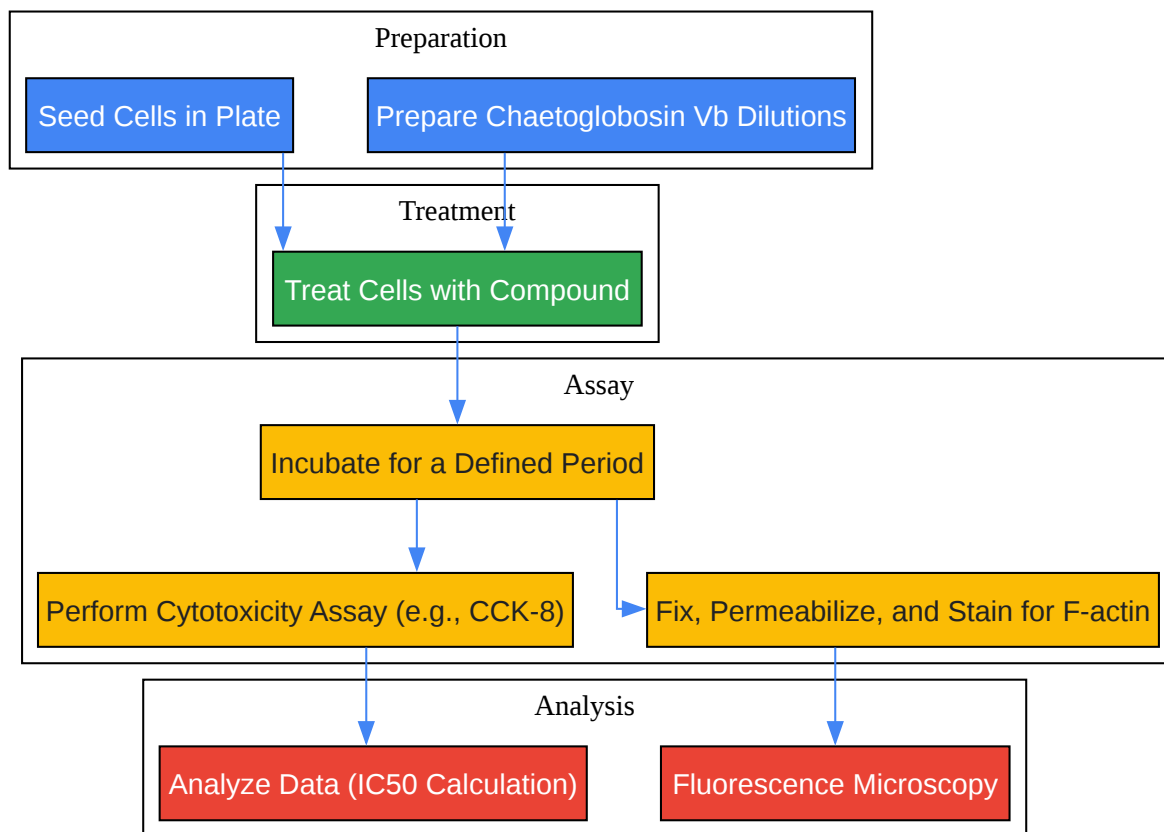 Preparation
Seed Cells in Plate
Prepare Chaetoglobosin Vb Dilutions
Treatment
Treat Cells with Compound
Assay
Incubate for a Defined Period
Perform Cytotoxicity Assay (e.g., CCK-8)
Fix, Permeabilize, and Stain for F-actin
Analysis
Analyze Data (IC50 Calculation)
Fluorescence Microscopy